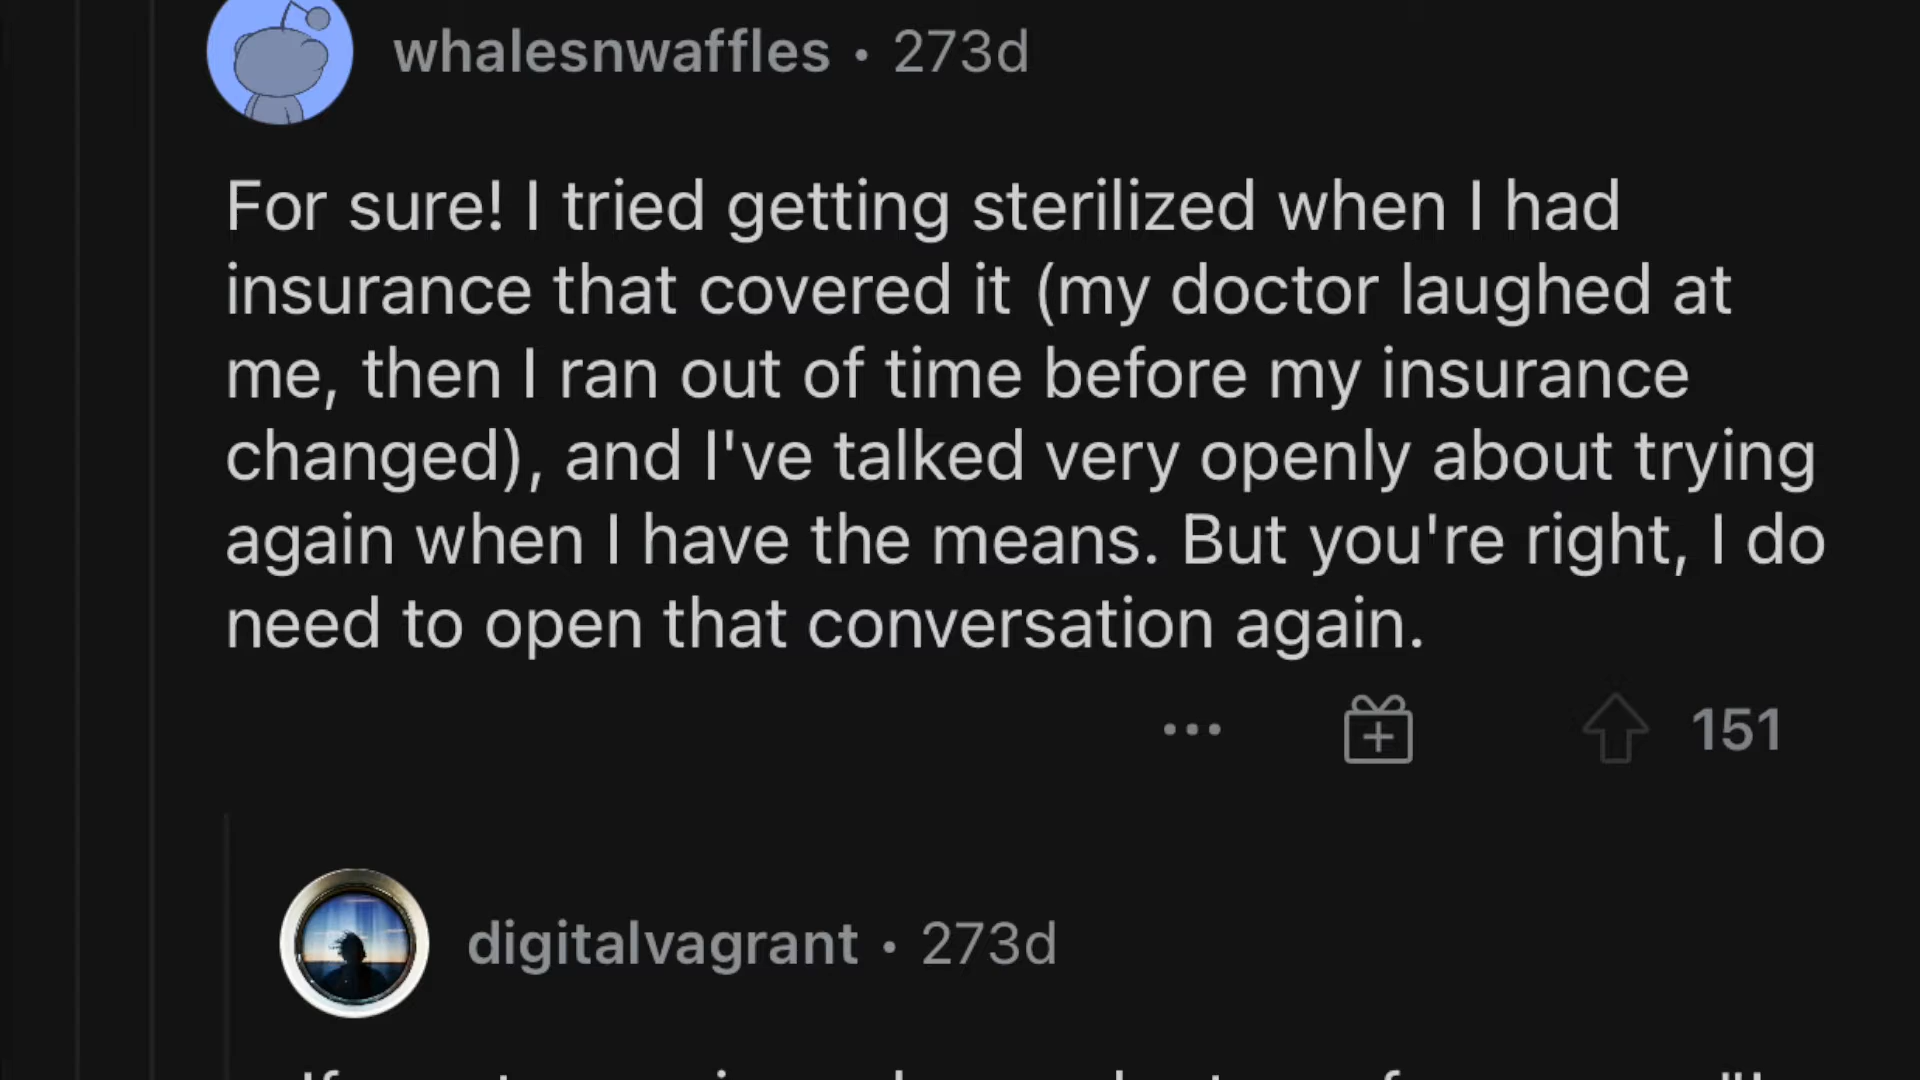 whalesnwaffles • 273d
For sure! I tried getting sterilized when I had
insurance that covered it (my doctor laughed at
me, then I ran out of time before my insurance
changed), and I've talked very openly about trying
again when I have the means. But you're right, I do
need to open that conversation again.
151
digitalvagrant • 273d